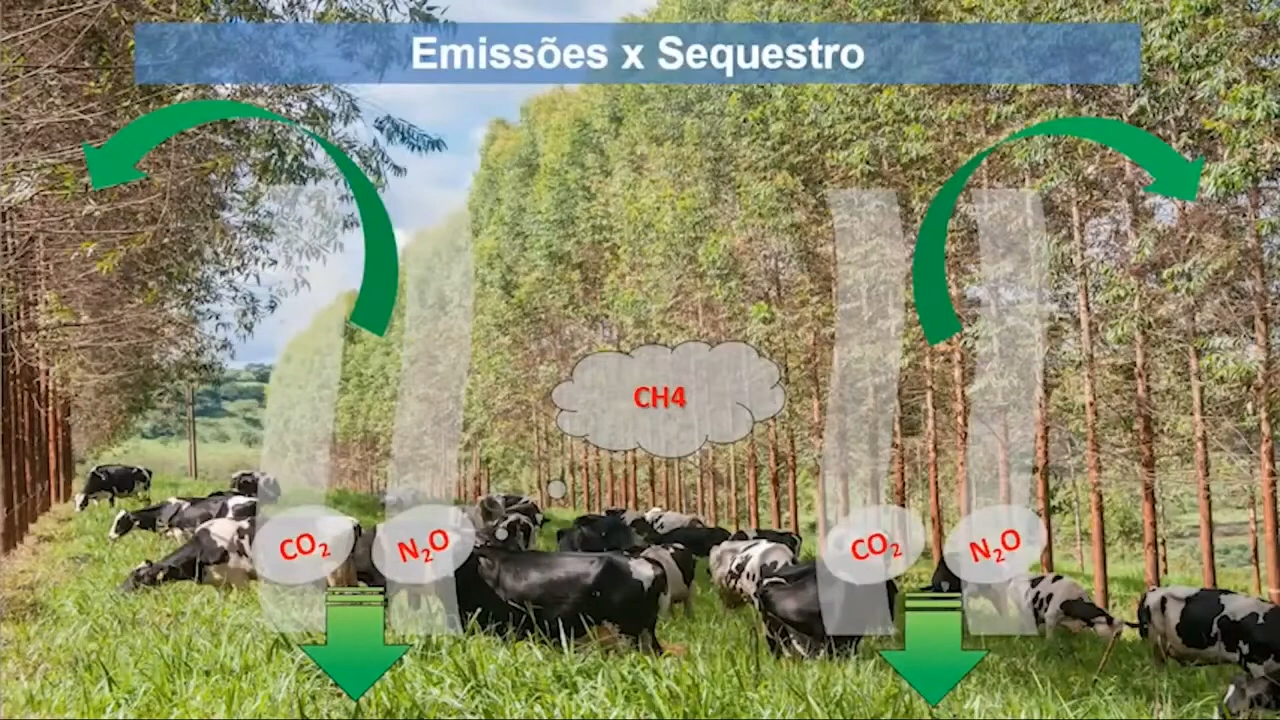 Emissões x Sequestro
CH4
CO₂ N₂O CO₂ N₂O